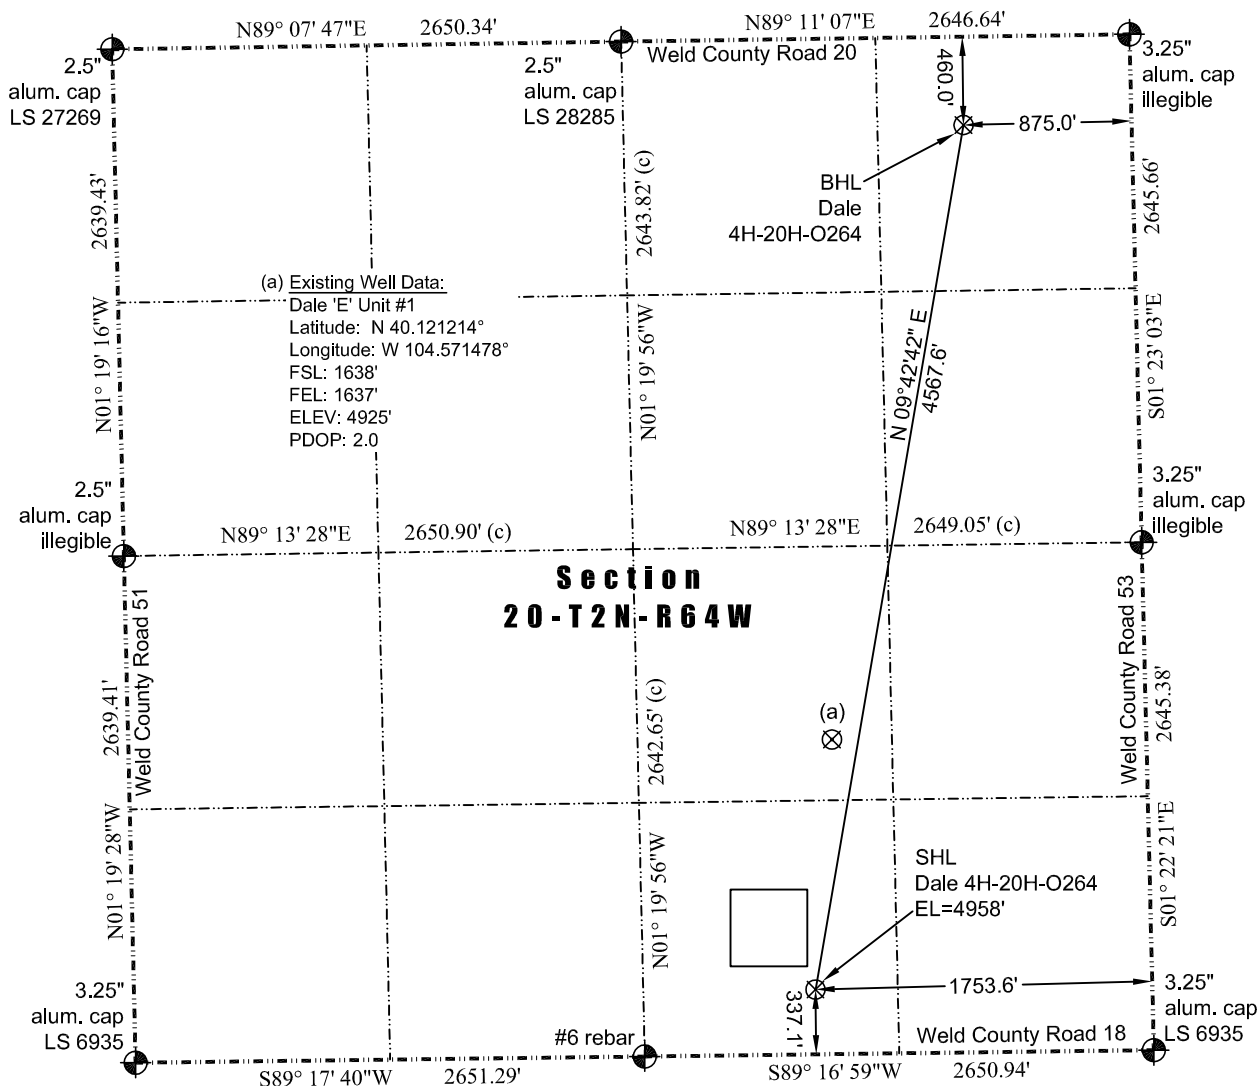 N89° 07' 47"E 2650.34'
N89° 11' 07"E 2646.64'
Weld County Road 20
2.5"
alum. cap
LS 27269
2.5"
alum. cap
LS 28285
3.25"
alum. cap
illegible
460.0'
875.0'
BHL
Dale
4H-20H-O264
2639.43'
N01° 19' 16"W
2643.82' (c)
N01° 19' 56"W
2645.66'
S01° 23' 03"E
(a) Existing Well Data:
Dale 'E' Unit #1
Latitude: N 40.121214°
Longitude: W 104.571478°
FSL: 1638'
FEL: 1637'
ELEV: 4925'
PDOP: 2.0
N 09°42'42" E
4567.6'
2.5"
alum. cap
illegible
3.25"
alum. cap
illegible
N89° 13' 28"E 2650.90' (c)
N89° 13' 28"E 2649.05' (c)
Section
20-T2N-R64W
Weld County Road 51
2639.41'
N01° 19' 28"W
2642.65' (c)
N01° 19' 56"W
(a)
Weld County Road 53
2645.38'
S01° 22' 21"E
SHL
Dale 4H-20H-O264
EL=4958'
1753.6'
337.1'
3.25"
alum. cap
LS 6935
#6 rebar
Weld County Road 18
3.25"
alum. cap
LS 6935
S89° 17' 40"W 2651.29'
S89° 16' 59"W 2650.94'